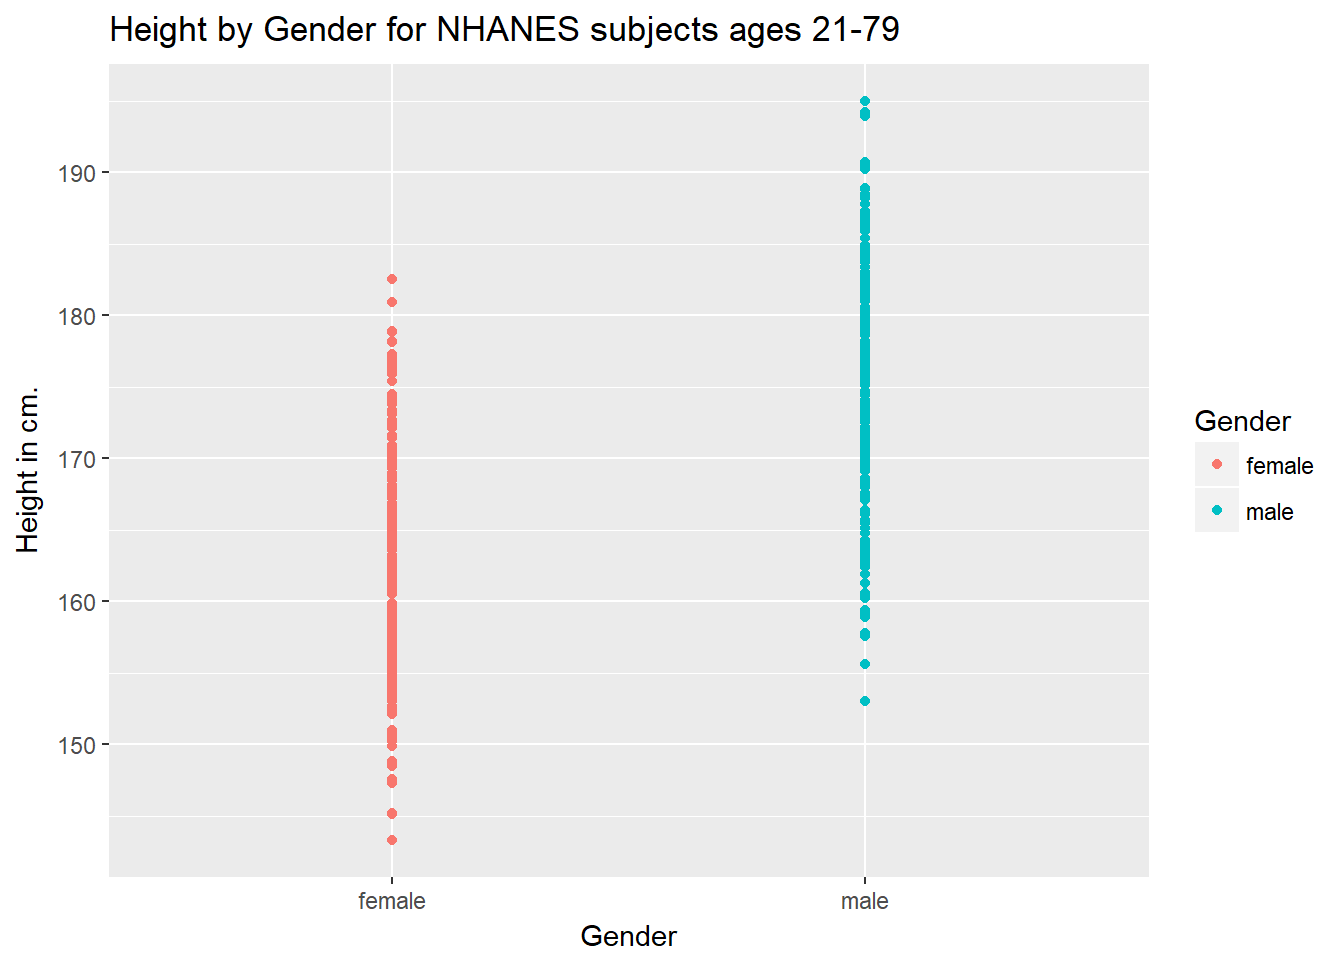 Height by Gender for NHANES subjects ages 21-79
190
180
170
160
150
Height in cm.
female
male
Gender
Gender
female
male